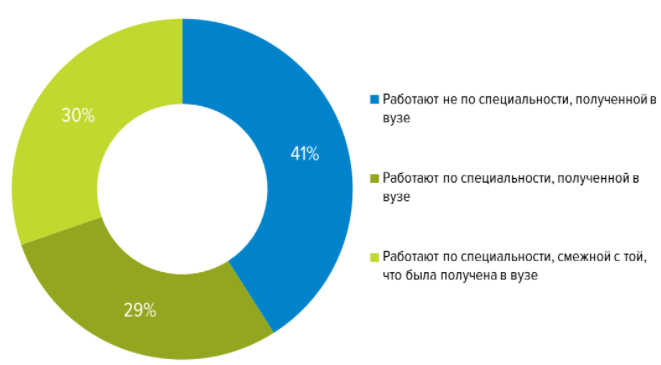 30%
41%
29%
Работают не по специальности, полученной в
вузе
Работают по специальности, полученной в
вузе
Работают по специальности, смежной с той,
что была получена в вузе